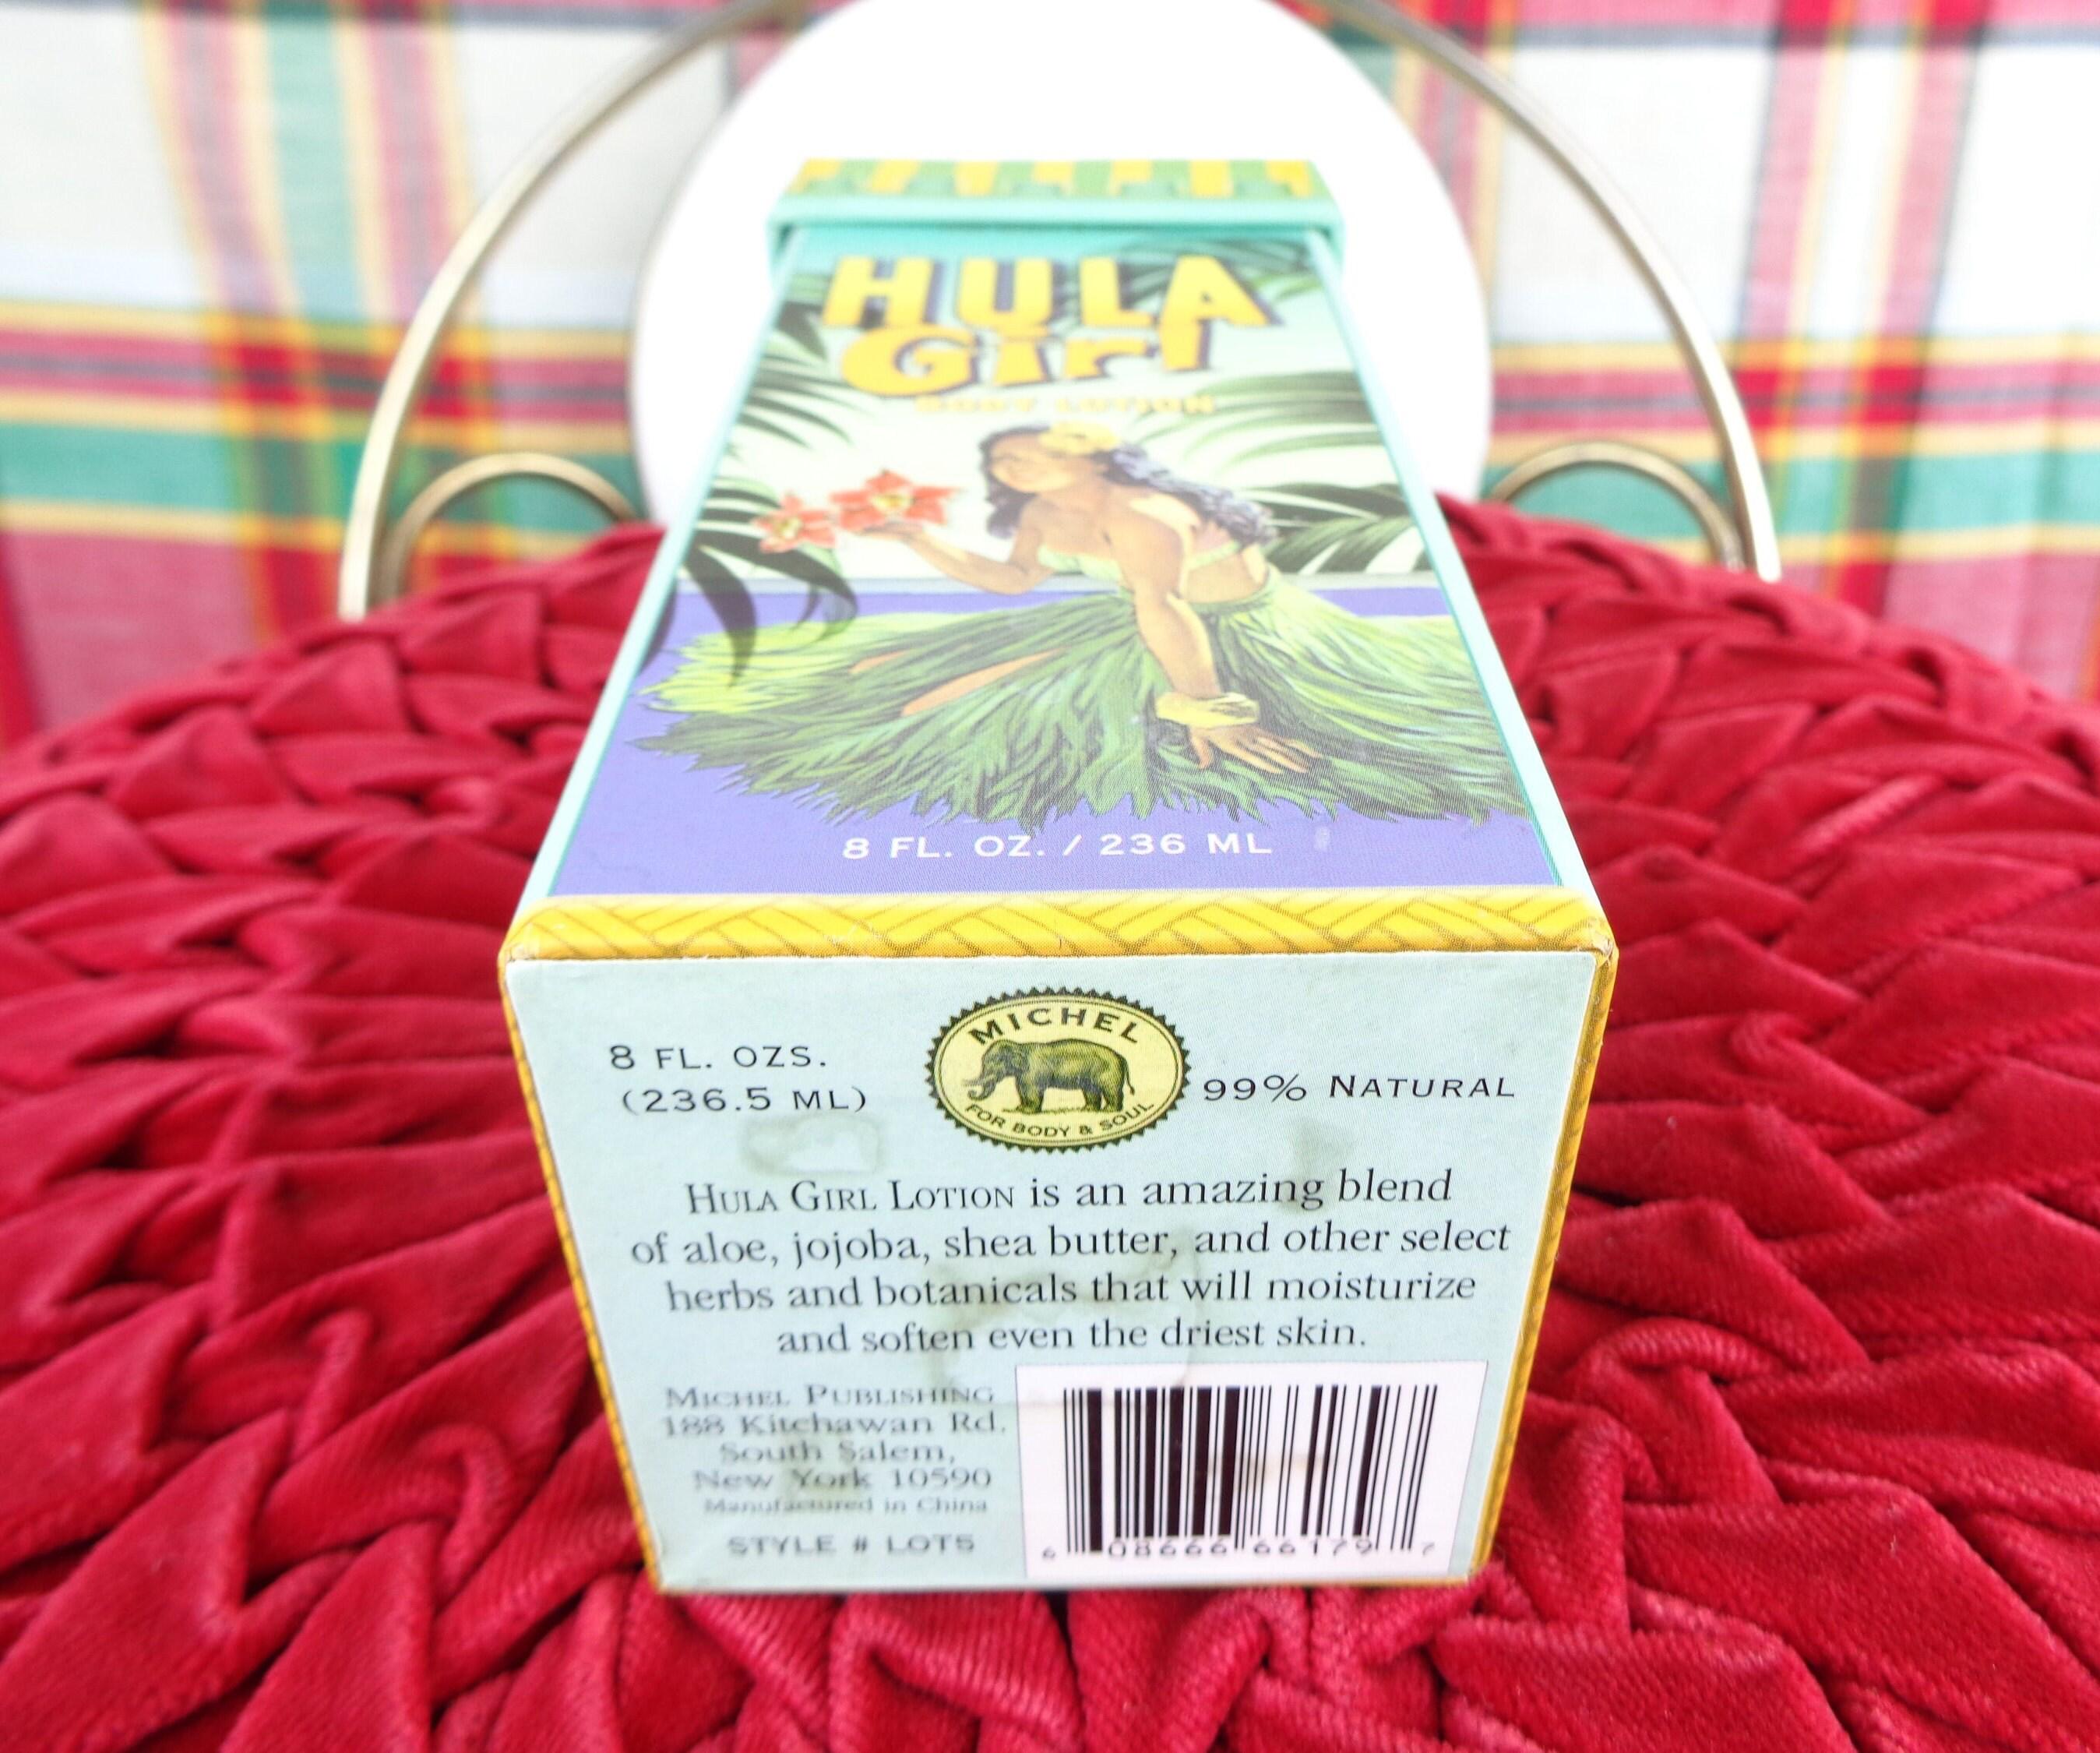 HULA
Girl
BODY LOTION
8 FL. OZ. / 236 ML
MICHEL
FOR BODY & SOUL
8 FL. OZS.
(236.5 ML)
99% NATURAL
HULA GIRL LOTION is an amazing blend
of aloe, jojoba, shea butter, and other select
herbs and botanicals that will moisturize
and soften even the driest skin.
MICHEL PUBLISHING
188 Kitchawan Rd.
South Salem,
New York 10590
Manufactured in China
STYLE # LOT5
6 08666 66179 7